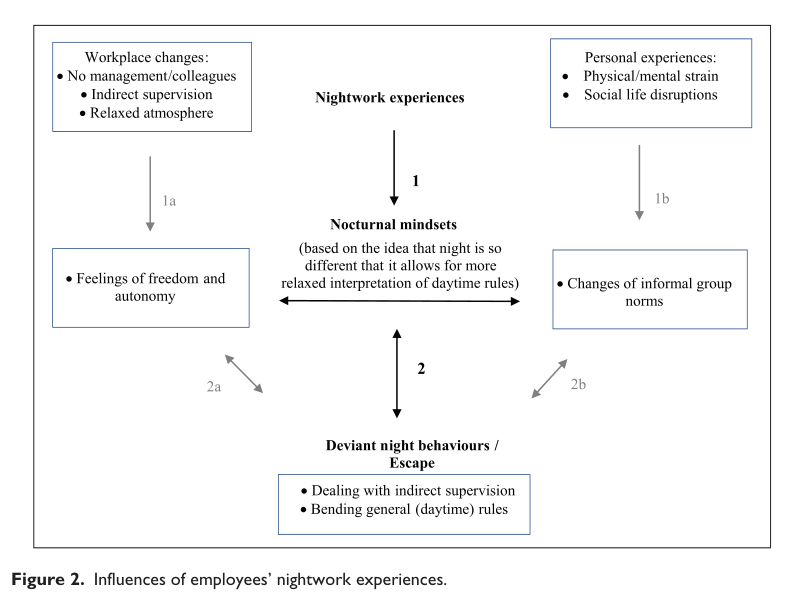 Workplace changes:
• No management/colleagues
• Indirect supervision
• Relaxed atmosphere
Nightwork experiences
Personal experiences:
• Physical/mental strain
• Social life disruptions
1a
1
1b
Nocturnal mindsets
(based on the idea that night is so
different that it allows for more
relaxed interpretation of daytime rules)
• Feelings of freedom and
autonomy
• Changes of informal group
norms
2a
2
2b
Deviant night behaviours /
Escape
• Dealing with indirect supervision
• Bending general (daytime) rules
Figure 2. Influences of employees’ nightwork experiences.